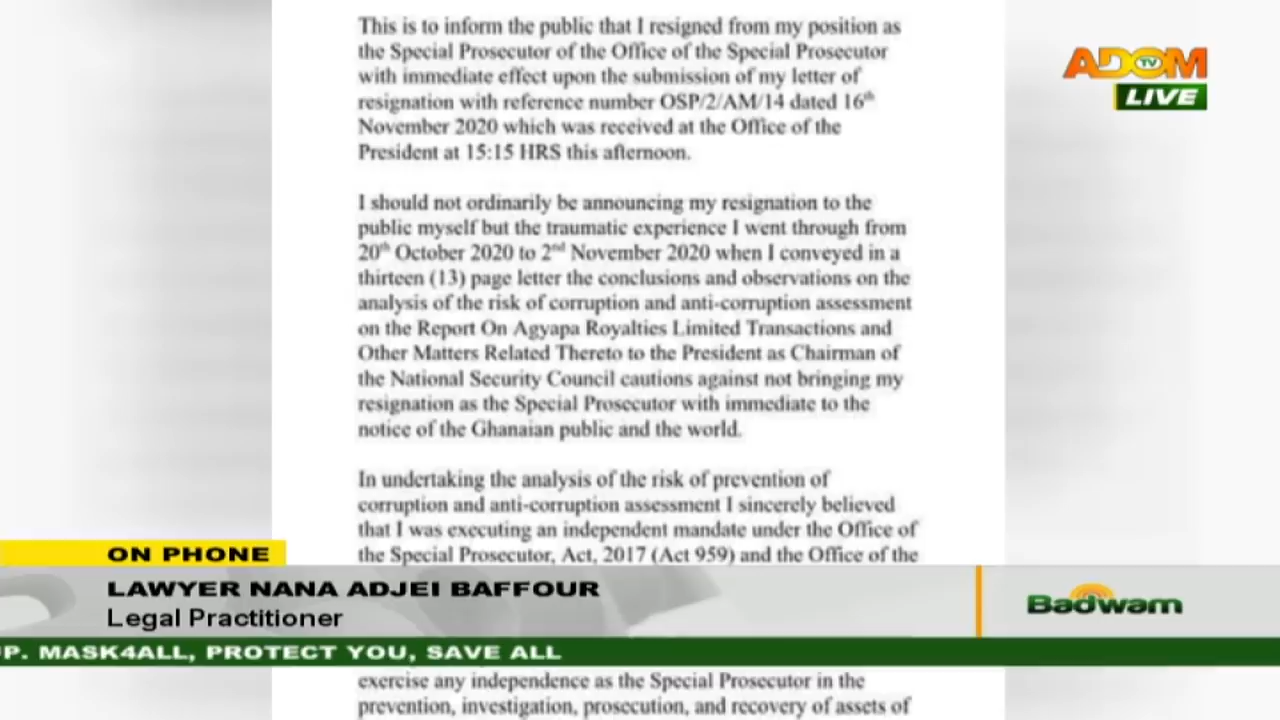 This is to inform the public that I resigned from my position as
the Special Prosecutor of the Office of the Special Prosecutor
with immediate effect upon the submission of my letter of
resignation with reference number OSP/2/AM/14 dated 16th
November 2020 which was received at the Office of the
President at 15:15 HRS this afternoon.
I should not ordinarily be announcing my resignation to the
public myself but the traumatic experience I went through from
20th October 2020 to 2nd November 2020 when I conveyed in a
thirteen (13) page letter the conclusions and observations on the
analysis of the risk of corruption and anti-corruption assessment
on the Report On Agyapa Royalties Limited Transactions and
Other Matters Related Thereto to the President as Chairman of
the National Security Council cautions against not bringing my
resignation as the Special Prosecutor with immediate to the
notice of the Ghanaian public and the world.
In undertaking the analysis of the risk of prevention of
corruption and anti-corruption assessment I sincerely believed
that I was executing an independent mandate under the Office of
the Special Prosecutor, Act, 2017 (Act 959) and the Office of the
exercise any independence as the Special Prosecutor in the
prevention, investigation, prosecution, and recovery of assets of
ADOM TV
LIVE
ON PHONE
LAWYER NANA ADJEI BAFFOUR
Legal Practitioner
Badwam
UP. MASK4ALL, PROTECT YOU, SAVE ALL